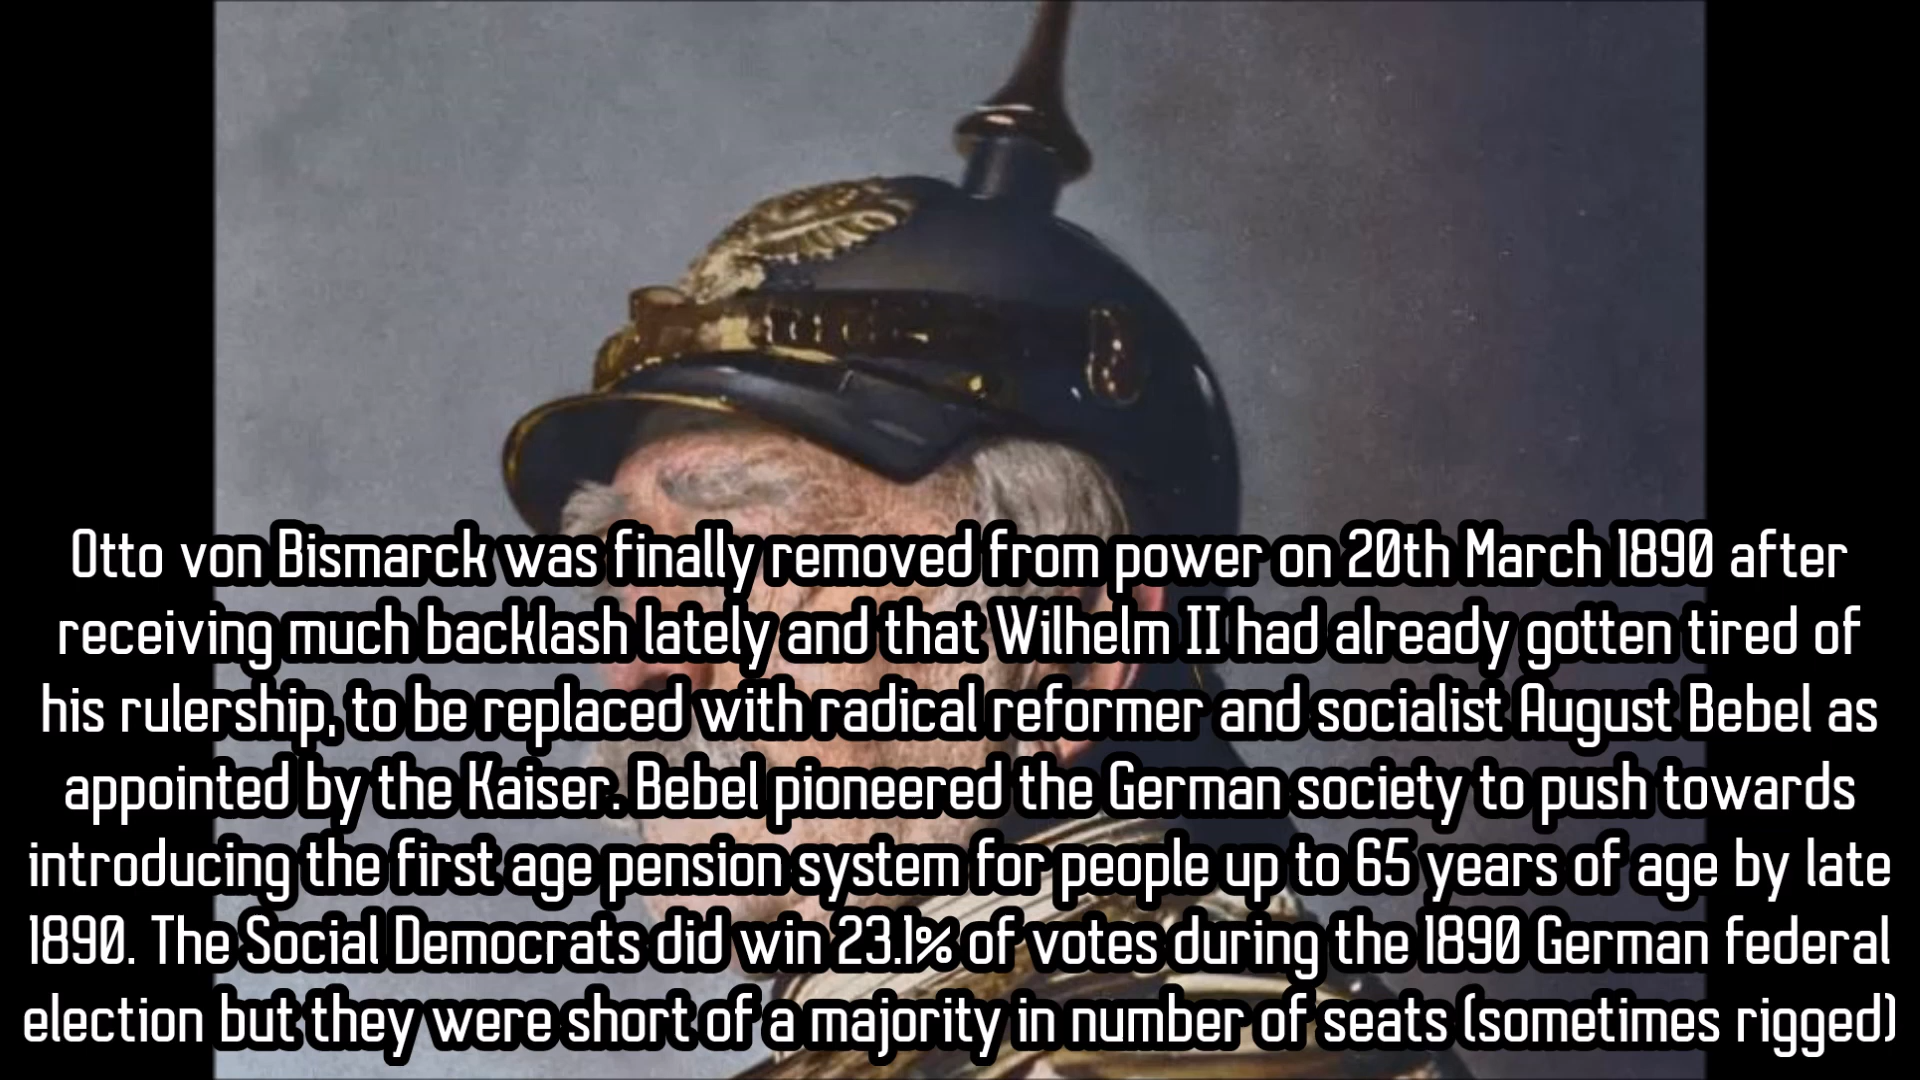 Otto von Bismarck was finally removed from power on 20th March 1890 after
receiving much backlash lately and that Wilhelm II had already gotten tired of
his rulership, to be replaced with radical reformer and socialist August Bebel as
appointed by the Kaiser. Bebel pioneered the German society to push towards
introducing the first age pension system for people up to 65 years of age by late
1890. The Social Democrats did win 23.1% of votes during the 1890 German federal
election but they were short of a majority in number of seats (sometimes rigged)